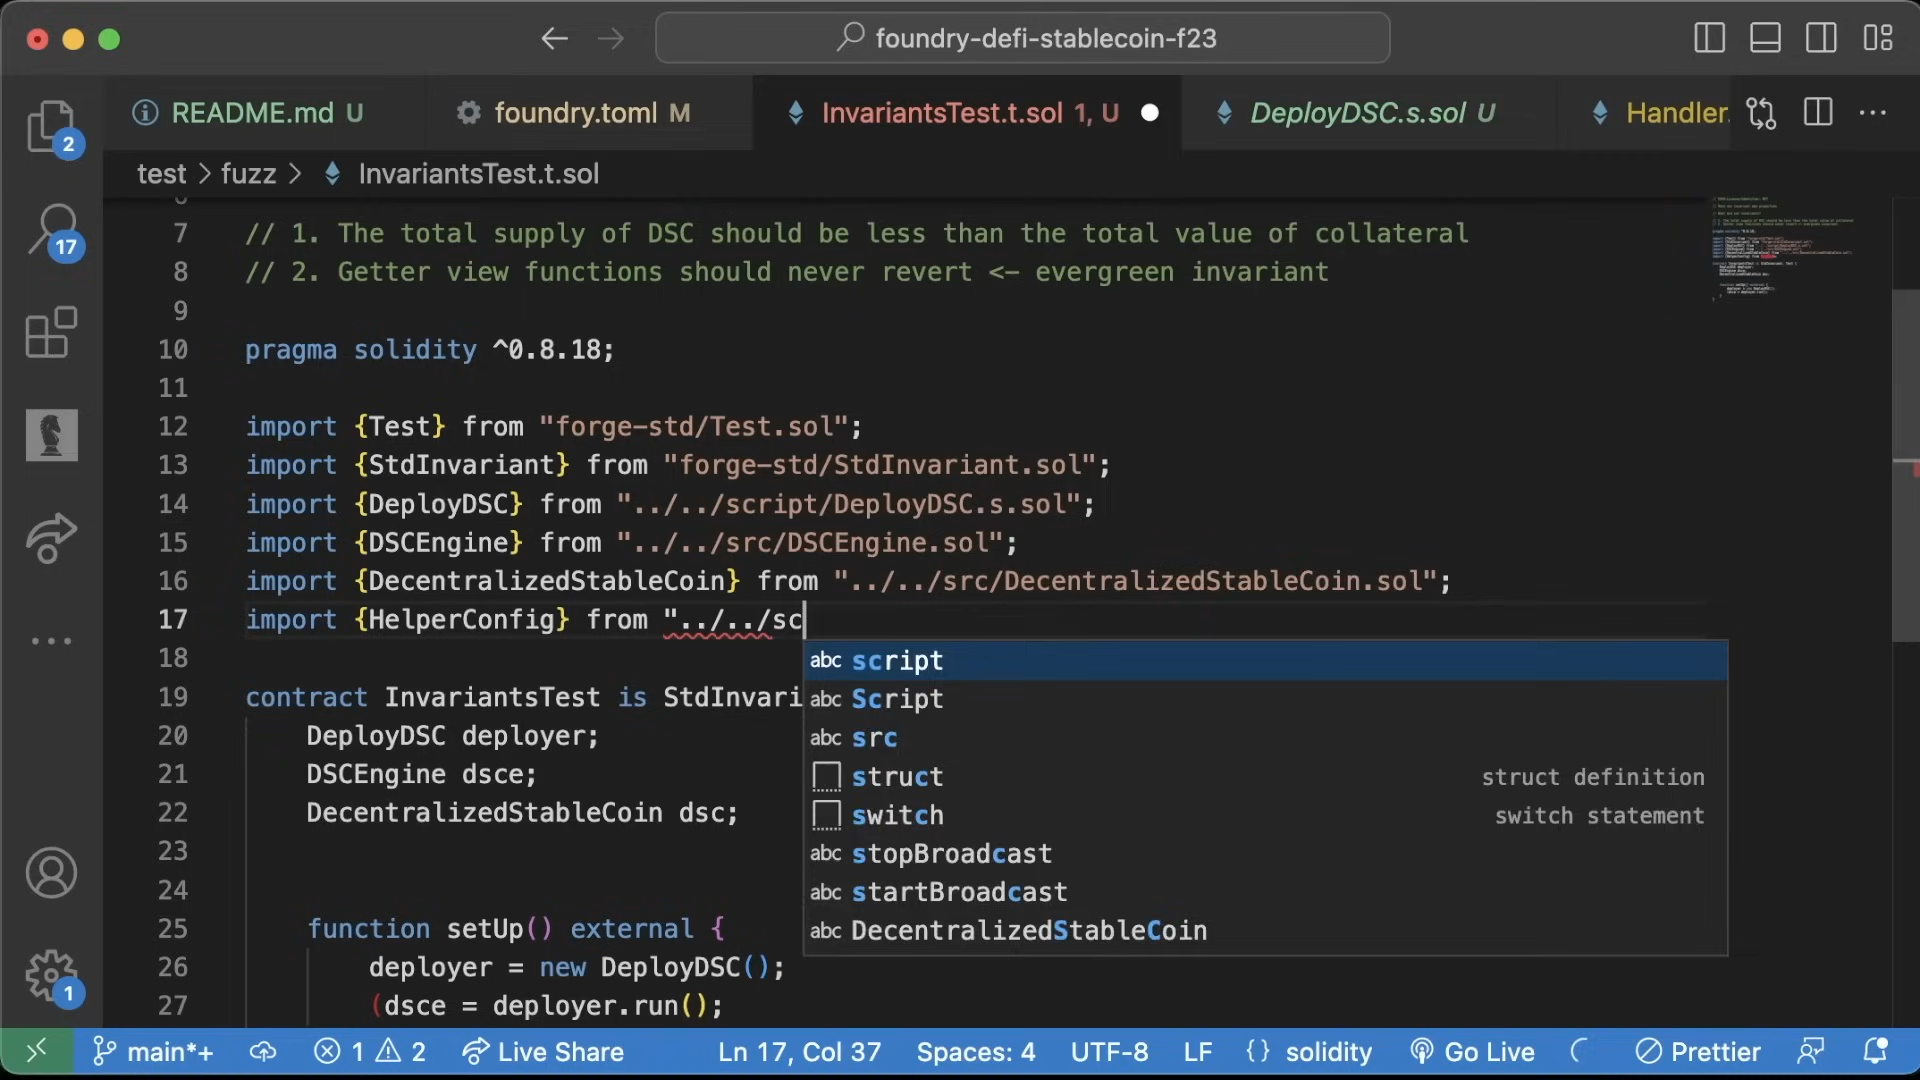 foundry-defi-stablecoin-f23
README.md U
foundry.toml M
InvariantsTest.t.sol 1, U
DeployDSC.s.sol U
Handler.
2
test > fuzz > InvariantsTest.t.sol
7 // 1. The total supply of DSC should be less than the total value of collateral
17
8 // 2. Getter view functions should never revert <- evergreen invariant
9
10 pragma solidity ^0.8.18;
11
12 import {Test} from "forge-std/Test.sol";
13 import {StdInvariant} from "forge-std/StdInvariant.sol";
14 import {DeployDSC} from "../../script/DeployDSC.s.sol";
15 import {DSCEngine} from "../../src/DSCEngine.sol";
16 import {DecentralizedStableCoin} from "../../src/DecentralizedStableCoin.sol";
17 import {HelperConfig} from "../../sc
18
abc script
19 contract InvariantsTest is StdInvari
abc Script
20 DeployDSC deployer;
abc src
21 DSCEngine dsce;
struct struct definition
22 DecentralizedStableCoin dsc;
switch switch statement
23
abc stopBroadcast
24
abc startBroadcast
25 function setUp() external {
abc DecentralizedStableCoin
26 deployer = new DeployDSC();
27 (dsce = deployer.run();
1
main*+
1 2
Live Share
Ln 17, Col 37
Spaces: 4
UTF-8
LF
{} solidity
Go Live
Prettier